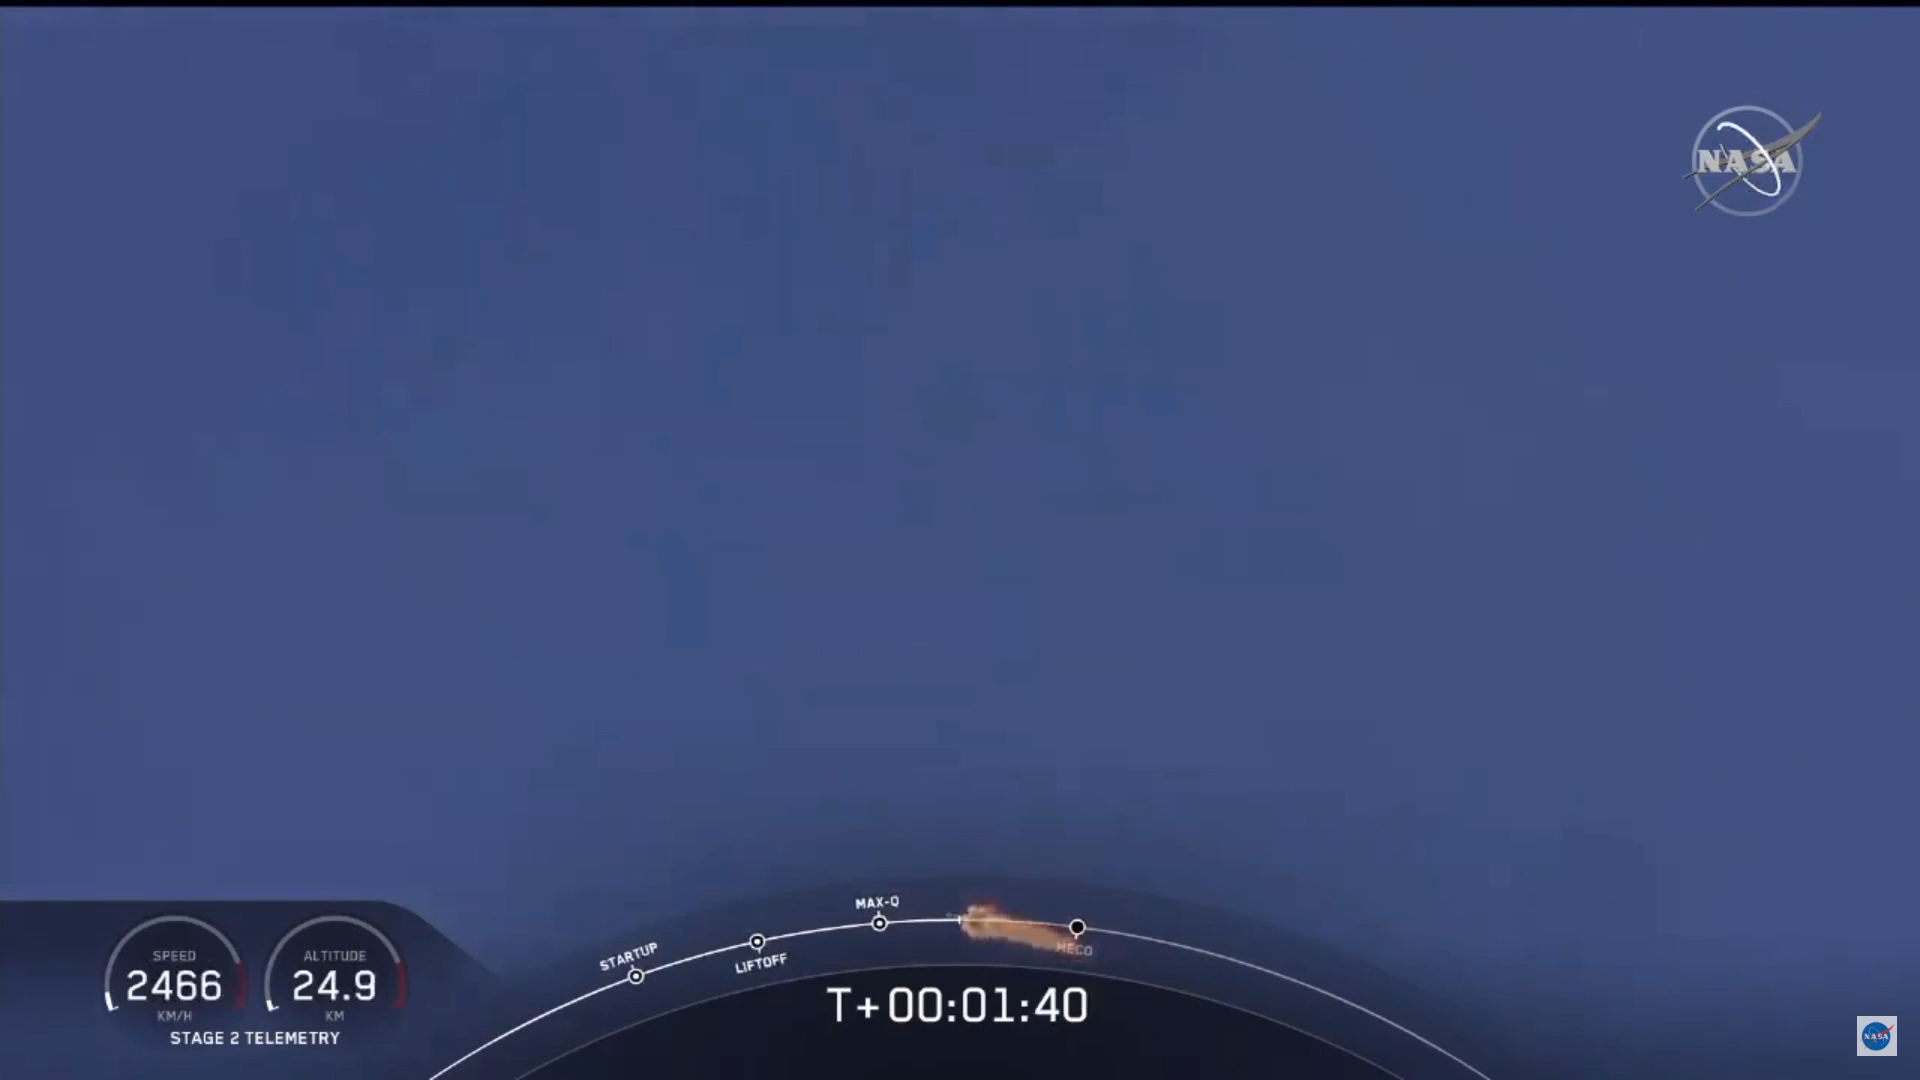 NASA
MAX-Q
STARTUP
LIFTOFF
MECO
SPEED
2466
KM/H
ALTITUDE
24.9
KM
STAGE 2 TELEMETRY
T+00:01:40
NASA